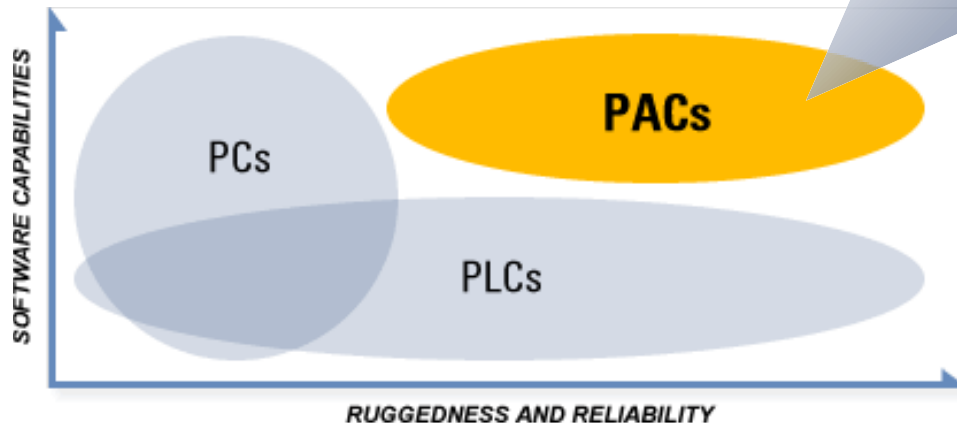 SOFTWARE CAPABILITIES
PCs
PACs
PLCs
RUGGEDNESS AND RELIABILITY